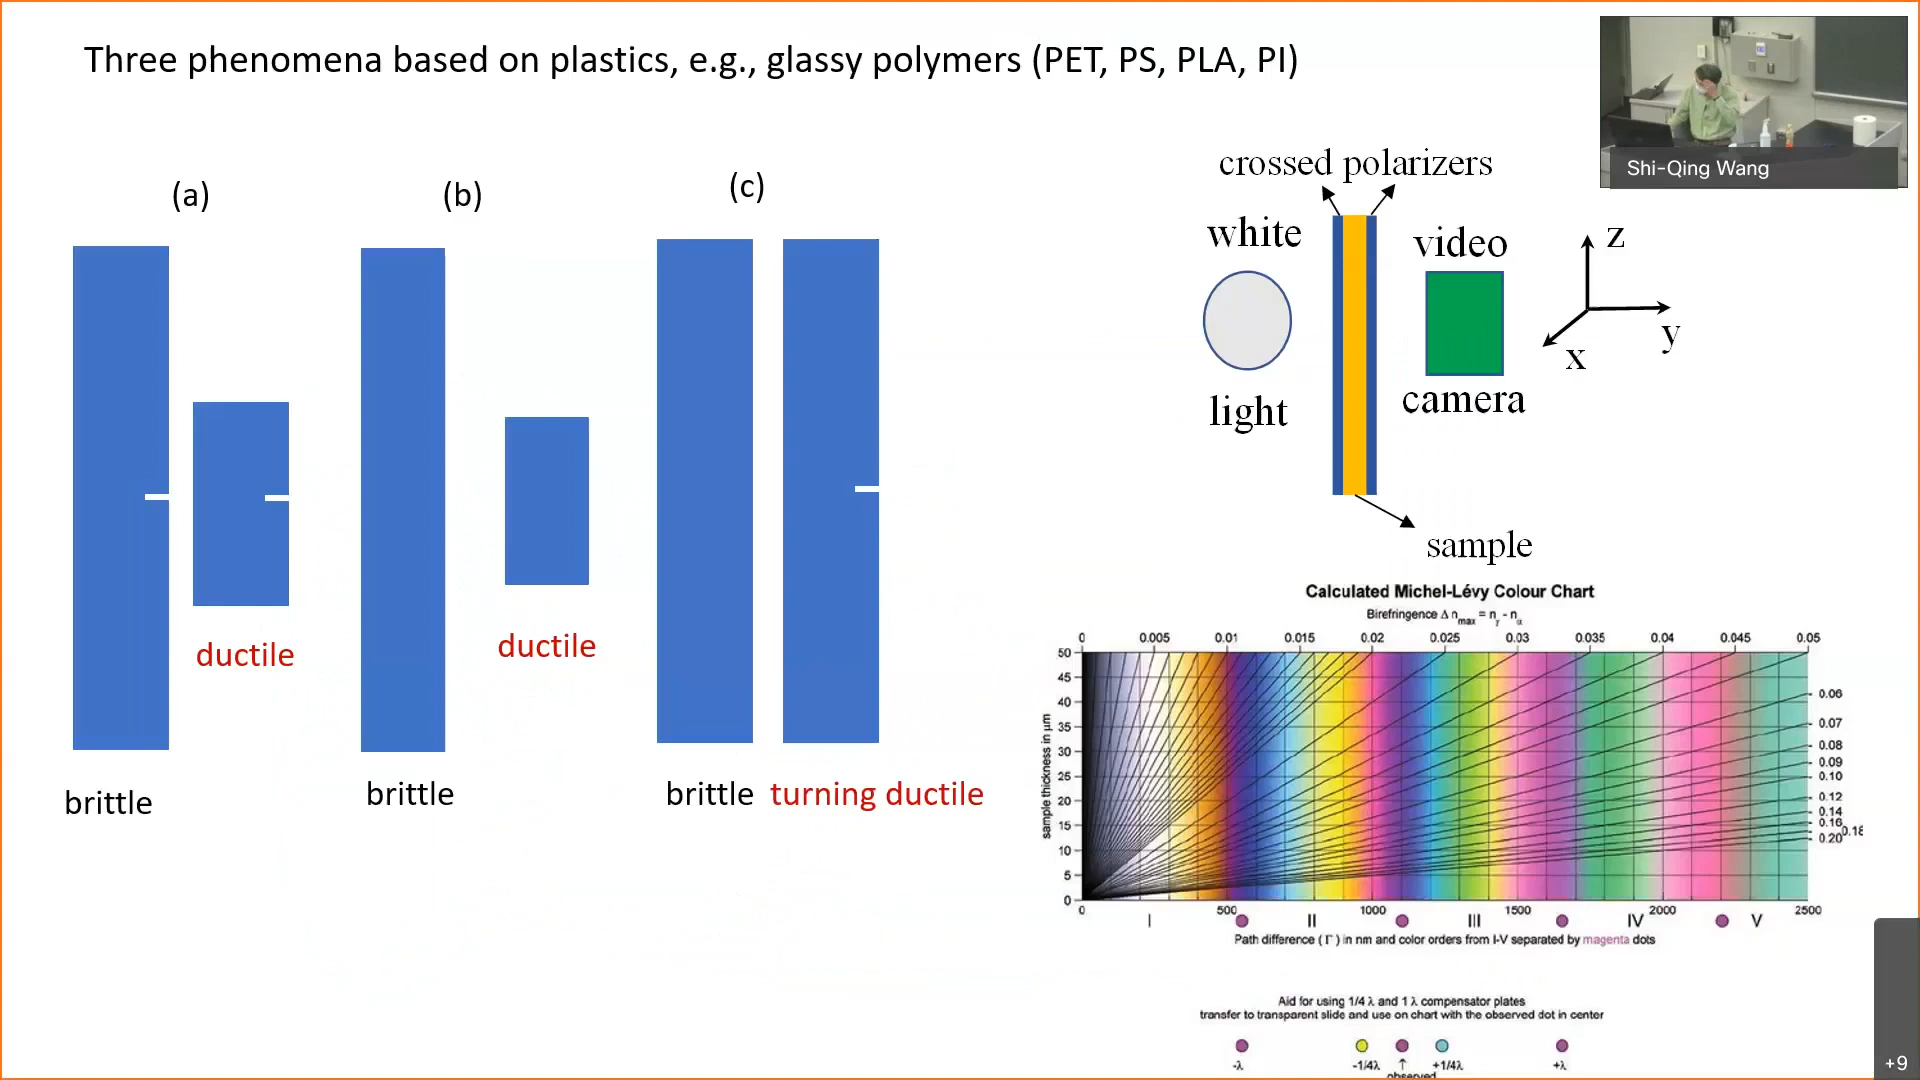 Three phenomena based on plastics, e.g., glassy polymers (PET, PS, PLA, PI)
Shi-Qing Wang
(a)
(b)
(c)
ductile
ductile
brittle
brittle
brittle
turning ductile
crossed polarizers
white
light
video
camera
z
y
x
sample
Calculated Michel-Lévy Colour Chart
Birefringence Δ nmax = nγ - nα
0 0.005 0.01 0.015 0.02 0.025 0.03 0.035 0.04 0.045 0.05
50
45
40
35
30
25
20
15
10
5
0
sample thickness in µm
0.06
0.07
0.08
0.09
0.10
0.12
0.14
0.16
0.18
0.20
0 500 1000 1500 2000 2500
I II III IV V
Path difference (Γ) in nm and color orders from I-V separated by magenta dots
Aid for using 1/4 λ and 1 λ compensator plates
transfer to transparent slide and use on chart with the observed dot in center
-λ -1/4λ ↑ +1/4λ +λ
observed
+9